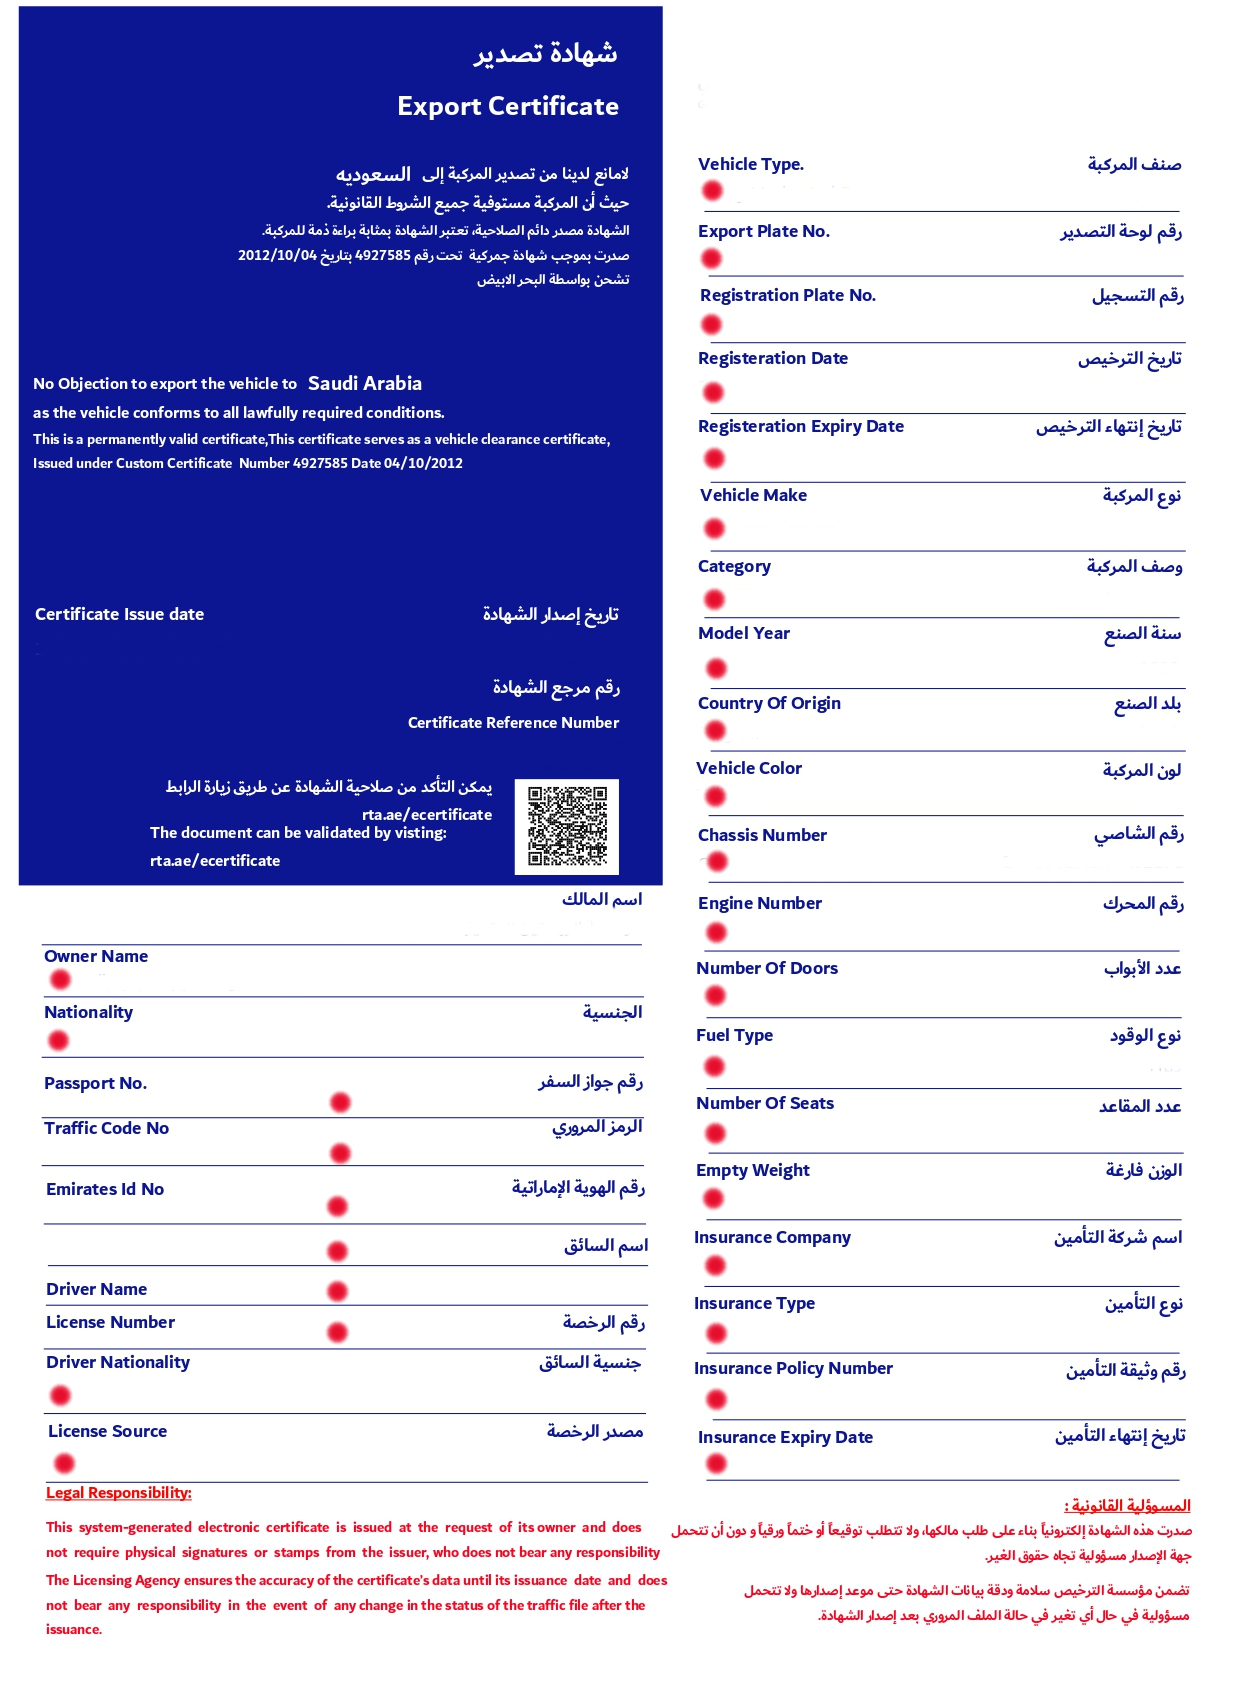 شهادة تصدير
Export Certificate
لامانع لدينا من تصدير المركبة إلى السعوديه
حيث أن المركبة مستوفية جميع الشروط القانونية.
الشهادة مصدر دائم الصلاحية، تعتبر الشهادة بمثابة براءة ذمة للمركبة.
صدرت بموجب شهادة جمركية تحت رقم 4927585 بتاريخ 2012/10/04
تشحن بواسطة البحر الابيض
No Objection to export the vehicle to Saudi Arabia
as the vehicle conforms to all lawfully required conditions.
This is a permanently valid certificate,This certificate serves as a vehicle clearance certificate,
Issued under Custom Certificate Number 4927585 Date 04/10/2012
Certificate Issue date تاريخ إصدار الشهادة
رقم مرجع الشهادة
Certificate Reference Number
يمكن التأكد من صلاحية الشهادة عن طريق زيارة الرابط
rta.ae/ecertificate
The document can be validated by visting:
rta.ae/ecertificate
اسم المالك
Owner Name
Nationality الجنسية
Passport No. رقم جواز السفر
Traffic Code No الرمز المروري
Emirates Id No رقم الهوية الإماراتية
اسم السائق
Driver Name
License Number رقم الرخصة
Driver Nationality جنسية السائق
License Source مصدر الرخصة
Legal Responsibility:
This system-generated electronic certificate is issued at the request of its owner and does
not require physical signatures or stamps from the issuer, who does not bear any responsibility
The Licensing Agency ensures the accuracy of the certificate's data until its issuance date and does
not bear any responsibility in the event of any change in the status of the traffic file after the
issuance.
Vehicle Type. صنف المركبة
Export Plate No. رقم لوحة التصدير
Registration Plate No. رقم التسجيل
Registeration Date تاريخ الترخيص
Registeration Expiry Date تاريخ إنتهاء الترخيص
Vehicle Make نوع المركبة
Category وصف المركبة
Model Year سنة الصنع
Country Of Origin بلد الصنع
Vehicle Color لون المركبة
Chassis Number رقم الشاصي
Engine Number رقم المحرك
Number Of Doors عدد الأبواب
Fuel Type نوع الوقود
Number Of Seats عدد المقاعد
Empty Weight الوزن فارغة
Insurance Company اسم شركة التأمين
Insurance Type نوع التأمين
Insurance Policy Number رقم وثيقة التأمين
Insurance Expiry Date تاريخ إنتهاء التأمين
المسوؤلية القانونية :
صدرت هذه الشهادة إلكترونياً بناء على طلب مالكها، ولا تتطلب توقيعاً أو ختماً ورقياً و دون أن تتحمل
جهة الإصدار مسؤولية تجاه حقوق الغير.
تضمن مؤسسة الترخيص سلامة ودقة بيانات الشهادة حتى موعد إصدارها ولا تتحمل
مسؤولية في حال أي تغير في حالة الملف المروري بعد إصدار الشهادة.